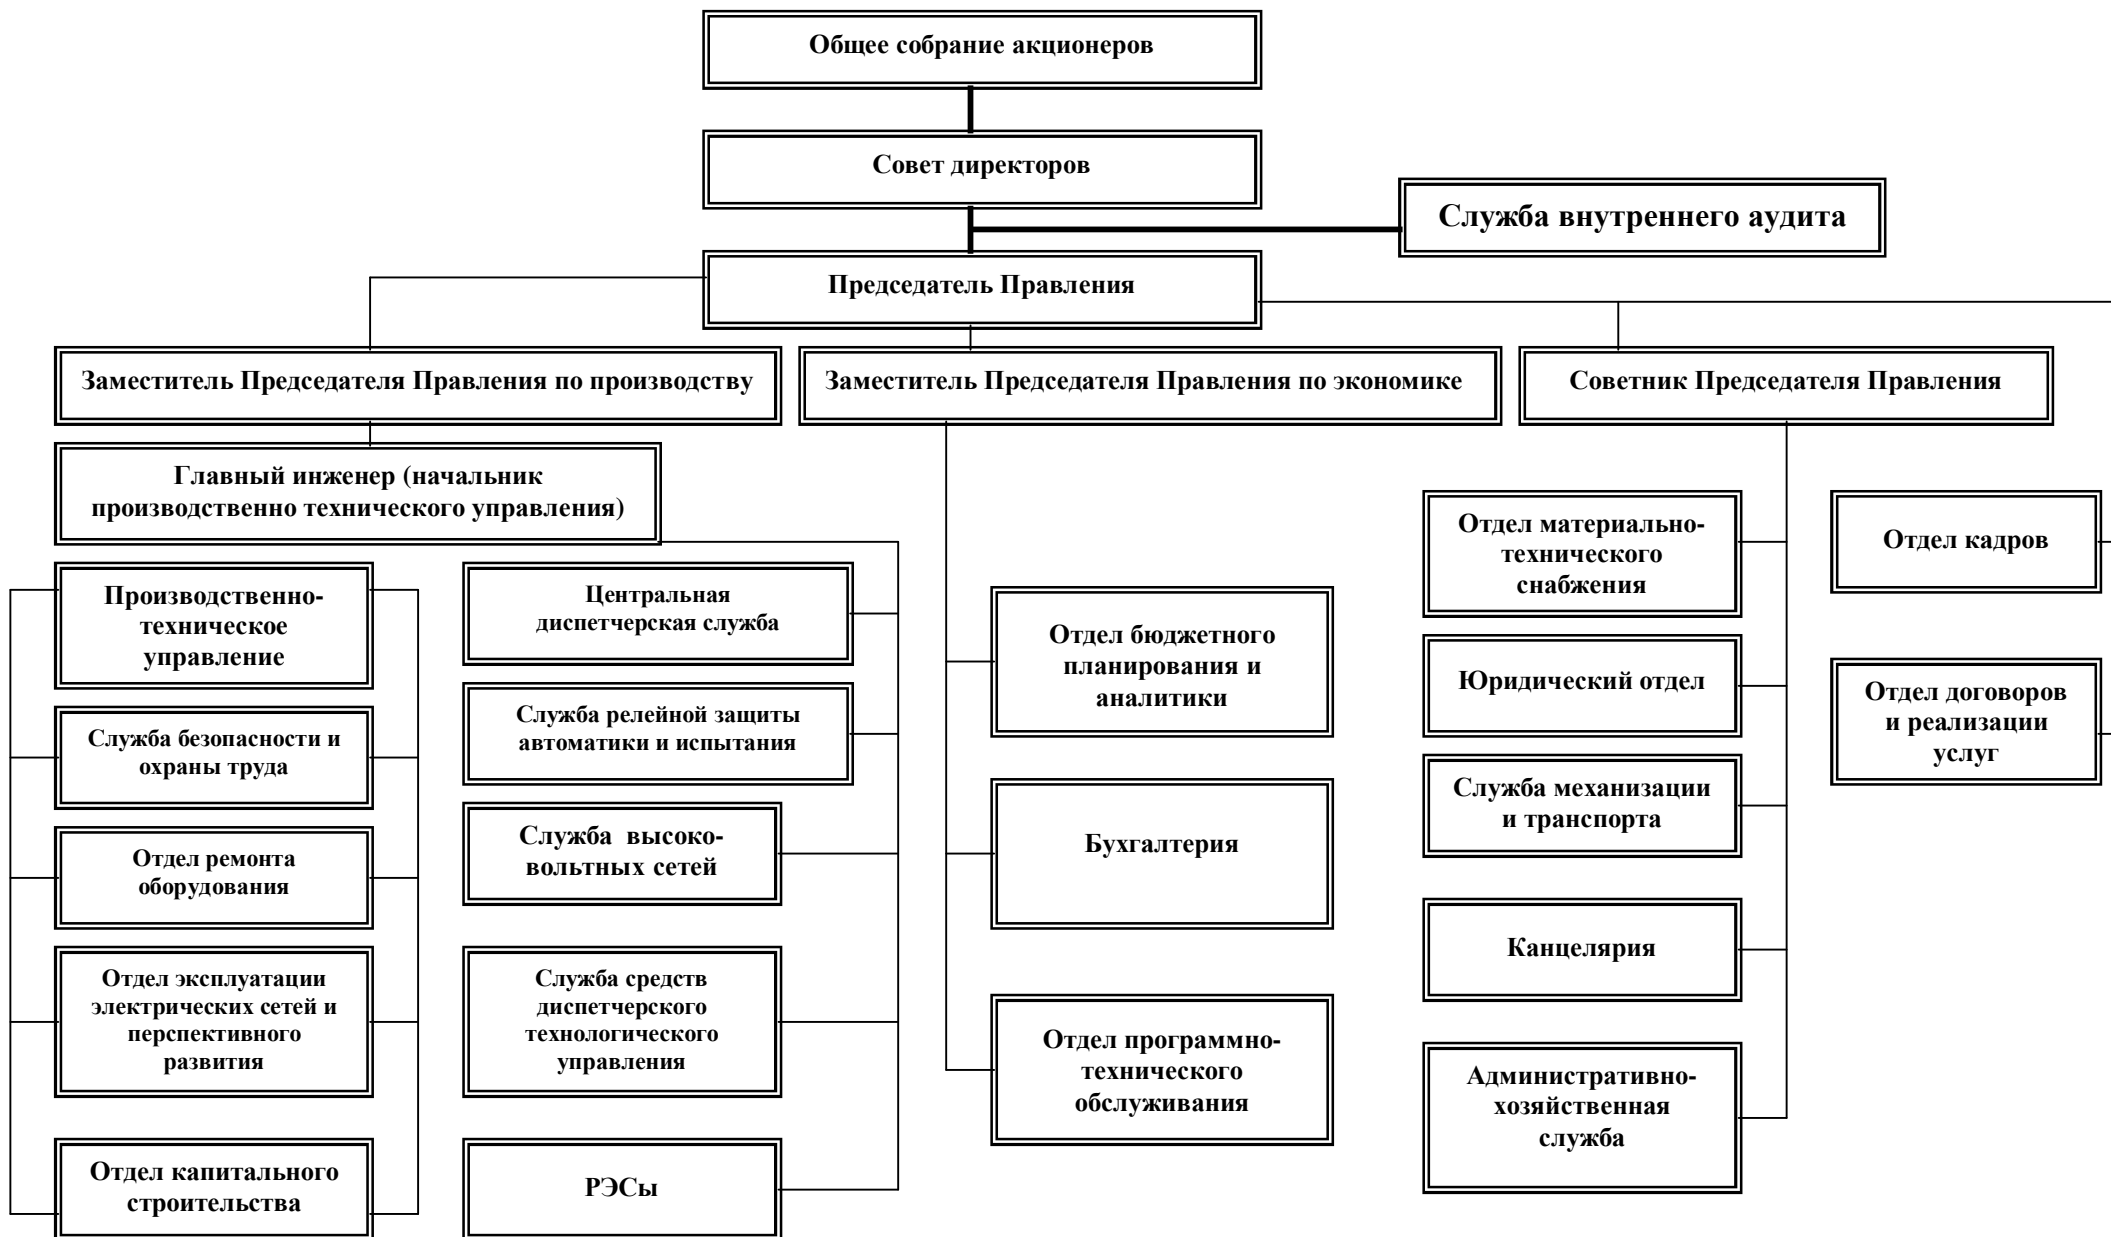 Общее собрание акционеров
Совет директоров
Служба внутреннего аудита
Председатель Правления
Заместитель Председателя Правления по производству
Заместитель Председателя Правления по экономике
Советник Председателя Правления
Главный инженер (начальник
производственно технического управления)
Производственно-
техническое
управление
Служба безопасности и
охраны труда
Отдел ремонта
оборудования
Отдел эксплуатации
электрических сетей и
перспективного
развития
Отдел капитального
строительства
Центральная
диспетчерская служба
Служба релейной защиты
автоматики и испытания
Служба  высоко-
вольтных сетей
Служба средств
диспетчерского
технологического
управления
РЭСы
Отдел бюджетного
планирования и
аналитики
Бухгалтерия
Отдел программно-
технического
обслуживания
Отдел материально-
технического
снабжения
Юридический отдел
Служба механизации
и транспорта
Канцелярия
Административно-
хозяйственная
служба
Отдел кадров
Отдел договоров
и реализации
услуг